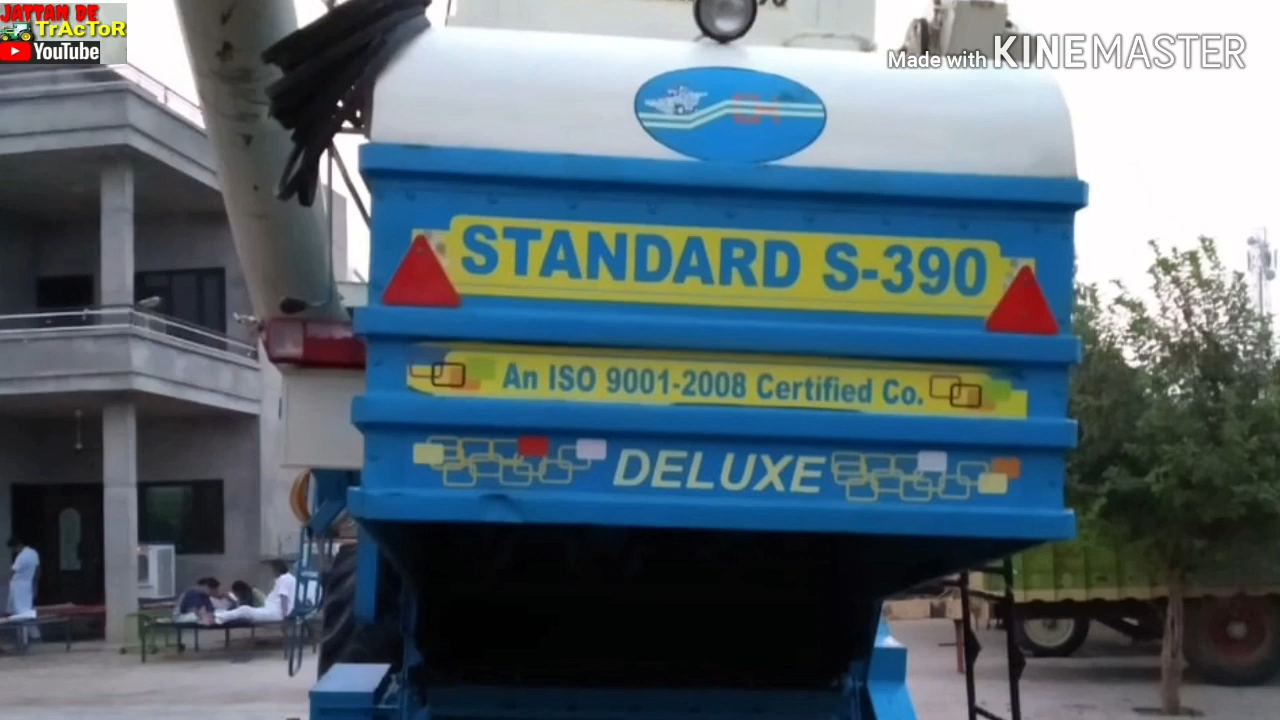 JATTAN DE
TrAcToR
YouTube
Made with KINEMASTER
STANDARD S-390
An ISO 9001-2008 Certified Co.
DELUXE